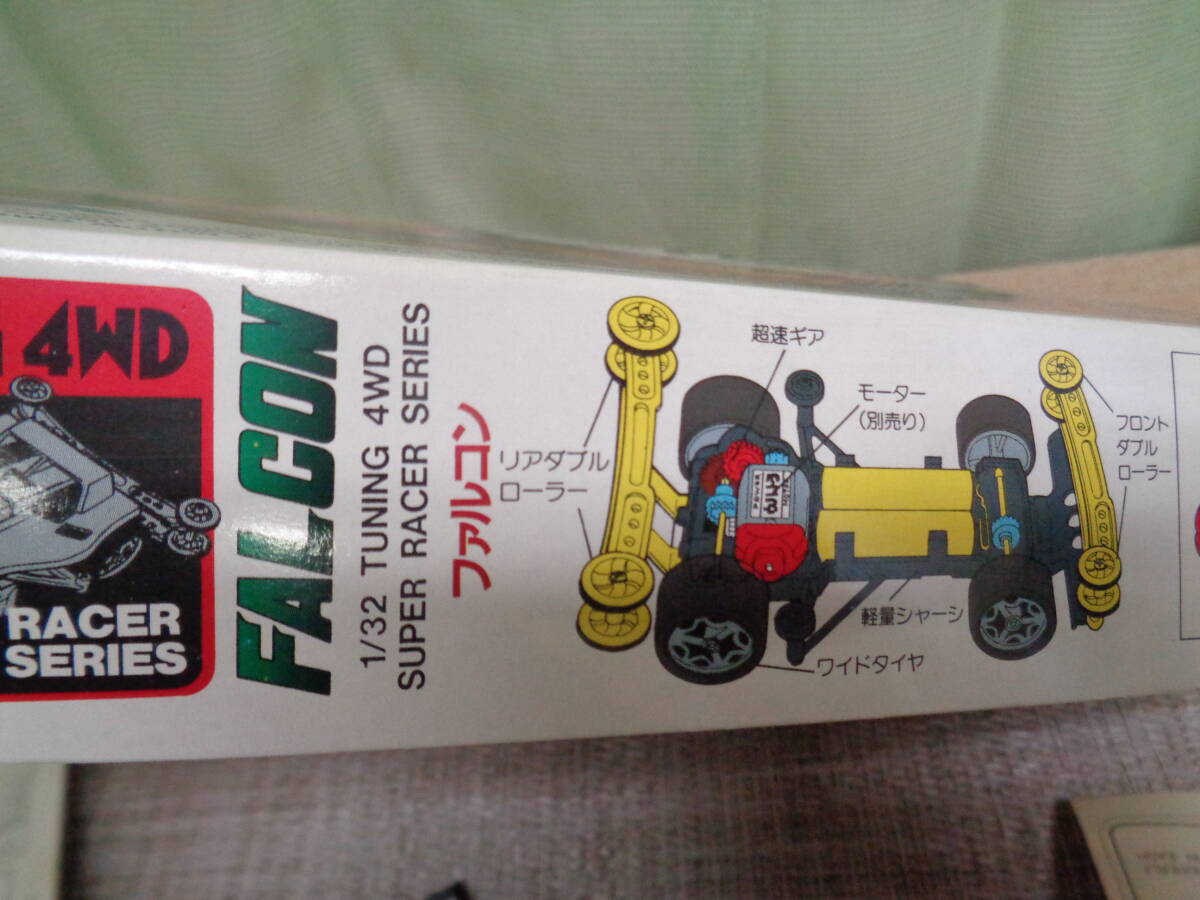 4WD
RACER
SERIES
FALCON
1/32 TUNING 4WD
SUPER RACER SERIES
ファルコン
超速ギア
モーター
(別売り)
リアダブル
ローラー
フロント
ダブル
ローラー
軽量シャーシ
ワイドタイヤ